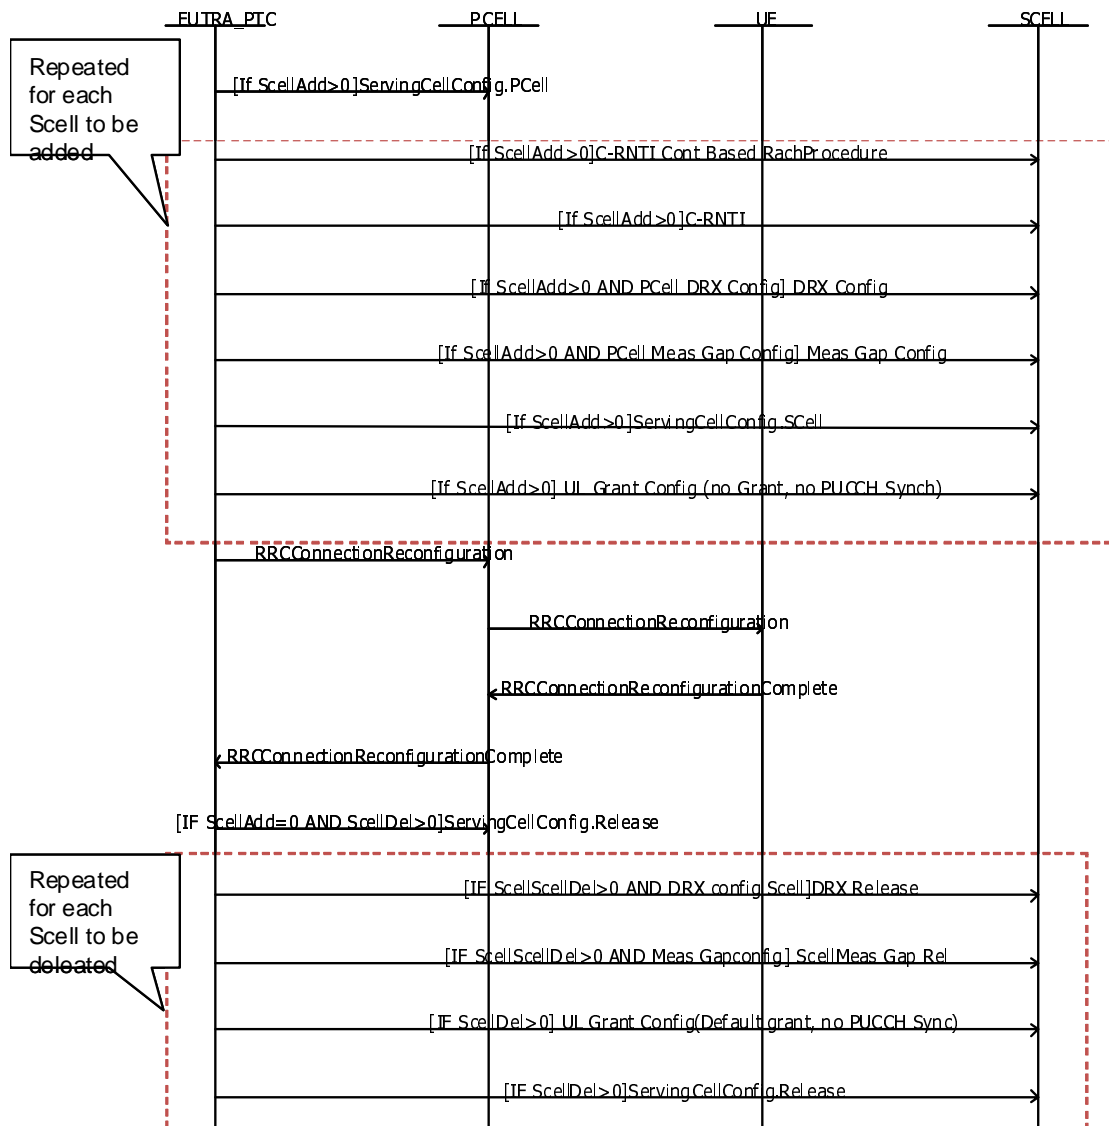 EUTRA_PTC PCELL UE SCELL
Repeated
for each
Scell to be
added
[If ScellAdd>0]ServingCellConfig.PCell
[If ScellAdd>0]C-RNTI Cont Based RachProcedure
[If ScellAdd>0]C-RNTI
[If ScellAdd>0 AND PCell DRX Config] DRX Config
[If ScellAdd>0 AND PCell Meas Gap Config] Meas Gap Config
[If ScellAdd>0]ServingCellConfig.SCell
[If ScellAdd>0] UL Grant Config (no Grant, no PUCCH Synch)
RRCConnectionReconfiguration
RRCConnectionReconfiguration
RRCConnectionReconfigurationComplete
RRCConnectionReconfigurationComplete
[IF ScellAdd=0 AND ScellDel>0]ServingCellConfig.Release
Repeated
for each
Scell to be
deleated
[IF ScellScellDel>0 AND DRX config Scell]DRX Release
[IF ScellScellDel>0 AND Meas Gapconfig] ScellMeas Gap Rel
[IF ScellDel>0] UL Grant Config(Default grant, no PUCCH Sync)
[IF ScellDel>0]ServingCellConfig.Release